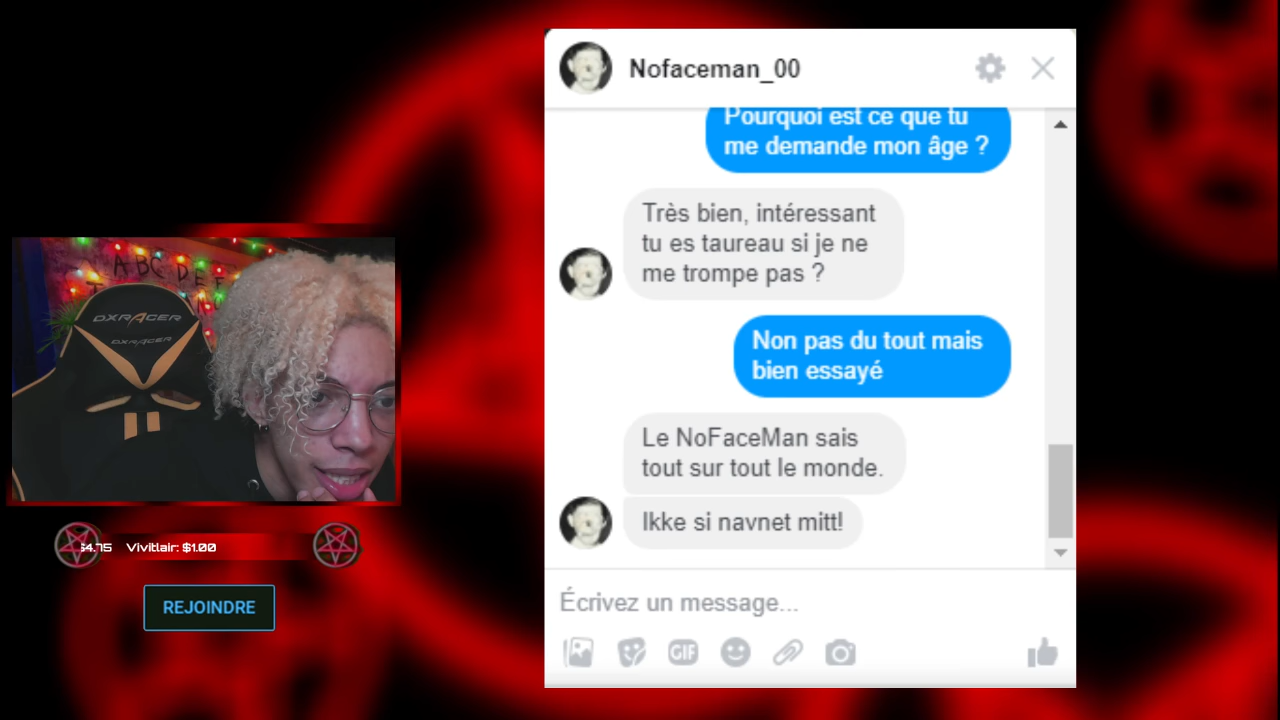 Nofaceman_00
Pourquoi est ce que tu
me demande mon âge ?
Très bien, intéressant
tu es taureau si je ne
me trompe pas ?
Non pas du tout mais
bien essayé
Le NoFaceMan sais
tout sur tout le monde.
Ikke si navnet mitt!
Écrivez un message...
GIF
A B C D E F
DXRACER
DXRACER
$4.75 Vivitlair: $1.00
REJOINDRE